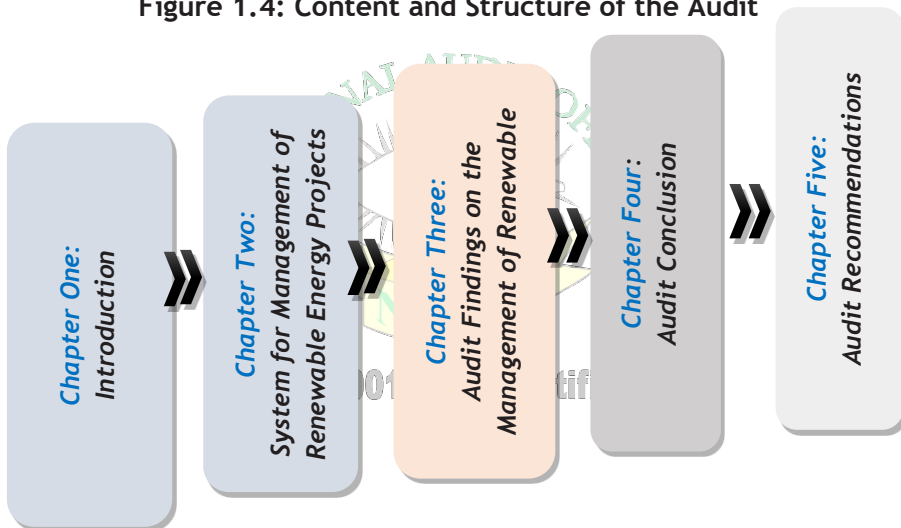 Figure 1.4: Content and Structure of the Audit
Chapter One:
Introduction
Chapter Two:
System for Management of
Renewable Energy Projects
Chapter Three:
Audit Findings on the
Management of Renewable
Chapter Four:
Audit Conclusion
Chapter Five:
Audit Recommendations